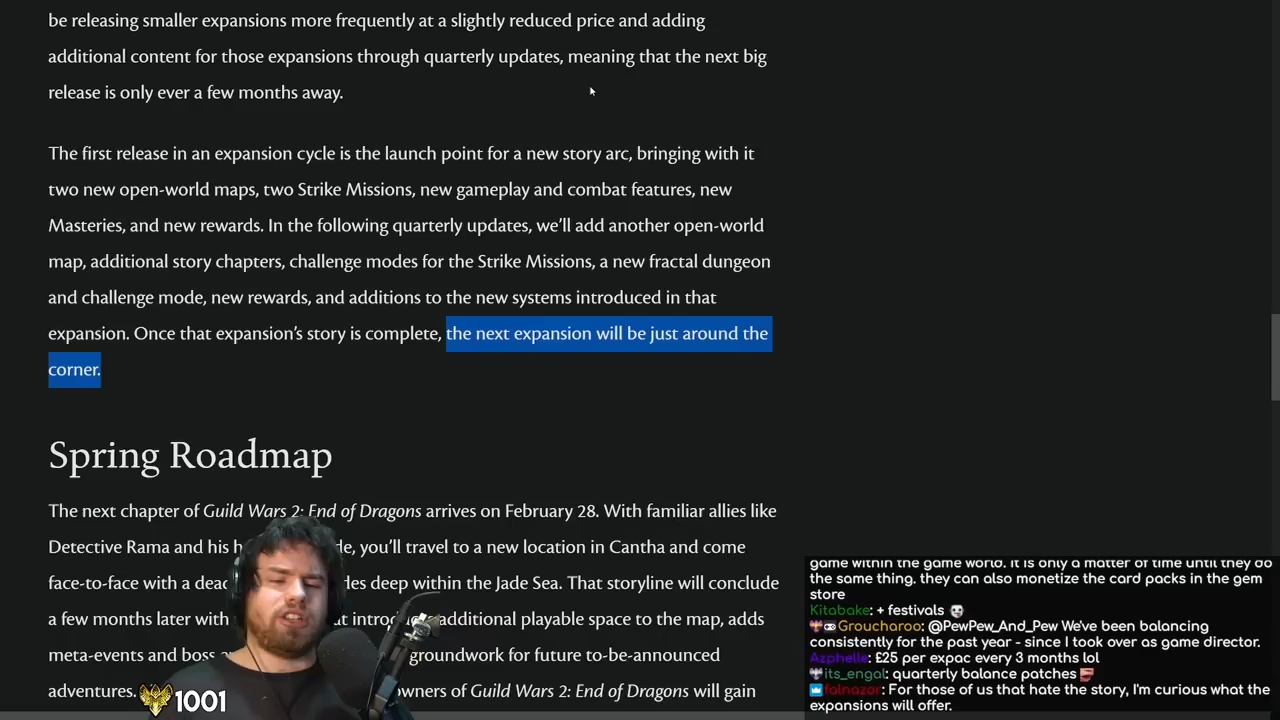 be releasing smaller expansions more frequently at a slightly reduced price and adding
additional content for those expansions through quarterly updates, meaning that the next big
release is only ever a few months away.
The first release in an expansion cycle is the launch point for a new story arc, bringing with it
two new open-world maps, two Strike Missions, new gameplay and combat features, new
Masteries, and new rewards. In the following quarterly updates, we'll add another open-world
map, additional story chapters, challenge modes for the Strike Missions, a new fractal dungeon
and challenge mode, new rewards, and additions to the new systems introduced in that
expansion. Once that expansion's story is complete, the next expansion will be just around the
corner.
Spring Roadmap
The next chapter of Guild Wars 2: End of Dragons arrives on February 28. With familiar allies like
Detective Rama and his you'll travel to a new location in Cantha and come
face-to-face with a deep within the Jade Sea. That storyline will conclude
a few months later with additional playable space to the map, adds
meta-events and boss groundwork for future to-be-announced
adventures. owners of Guild Wars 2: End of Dragons will gain
1001
game within the game world. It is only a matter of time until they do
the same thing. they can also monetize the card packs in the gem
store
Kitabake: + festivals
Groucharoo: @PewPew_And_Pew We've been balancing
consistently for the past year - since I took over as game director.
Azphelle: £25 per expac every 3 months lol
its_engal: quarterly balance patches
falnazor: For those of us that hate the story, I'm curious what the
expansions will offer.